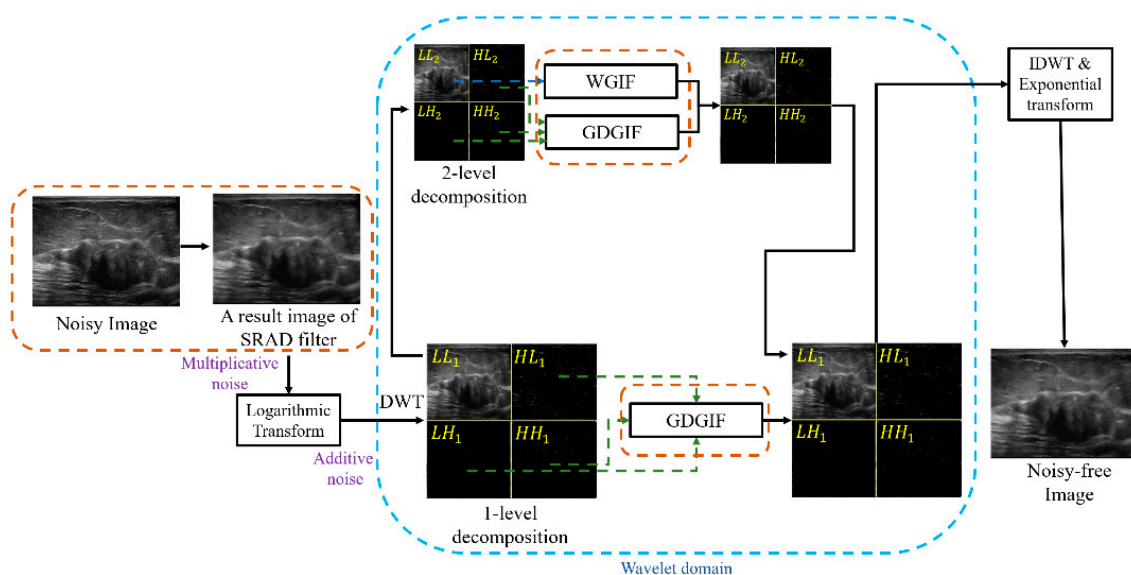 Noisy Image
A result image of
SRAD filter
Multiplicative
noise
Logarithmic
Transform
Additive
noise
DWT
LL₁
HL₁
LH₁
HH₁
1-level
decomposition
LL₂
HL₂
LH₂
HH₂
2-level
decomposition
WGIF
GDGIF
LL₂
HL₂
LH₂
HH₂
GDGIF
LL₁
HL₁
LH₁
HH₁
Wavelet domain
IDWT &
Exponential
transform
Noisy-free
Image